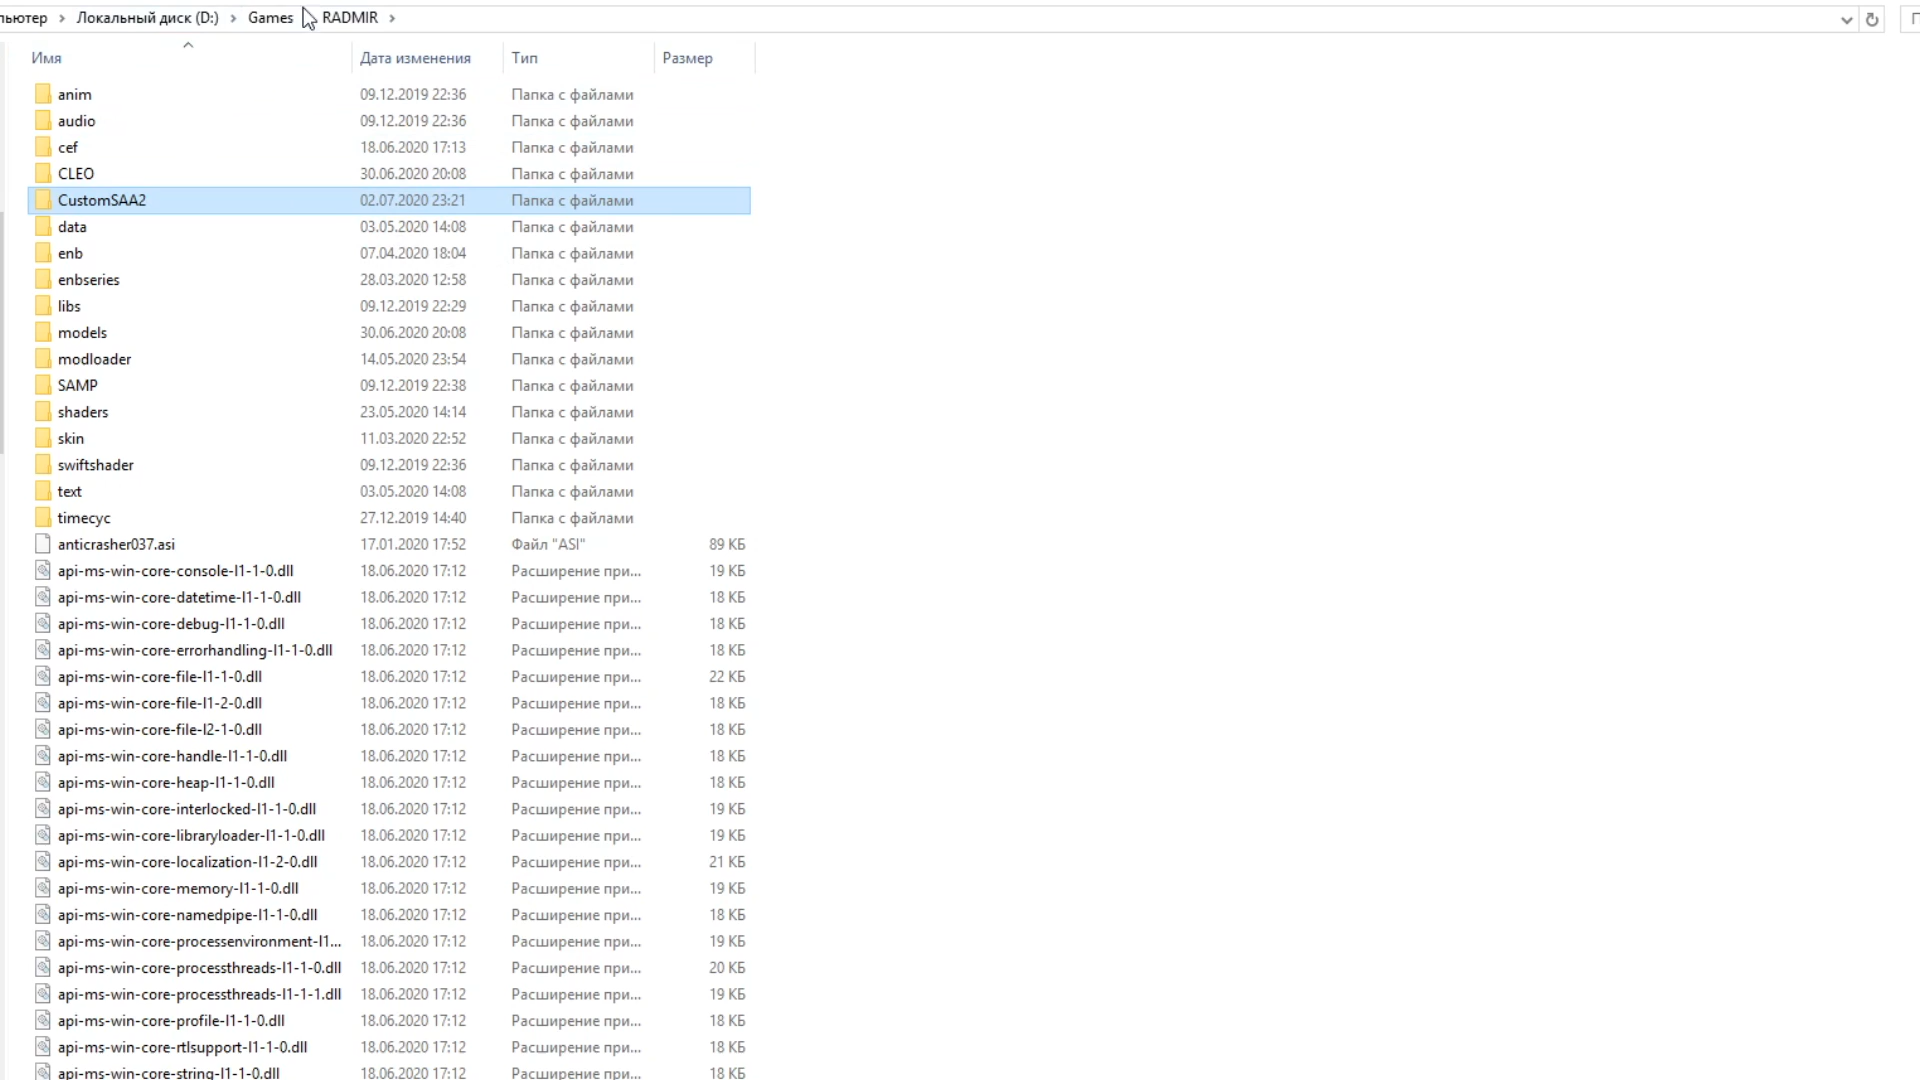 пьютер › Локальный диск (D:) › Games › RADMIR ›
Имя Дата изменения Тип Размер
anim 09.12.2019 22:36 Папка с файлами
audio 09.12.2019 22:36 Папка с файлами
cef 18.06.2020 17:13 Папка с файлами
CLEO 30.06.2020 20:08 Папка с файлами
CustomSAA2 02.07.2020 23:21 Папка с файлами
data 03.05.2020 14:08 Папка с файлами
enb 07.04.2020 18:04 Папка с файлами
enbseries 28.03.2020 12:58 Папка с файлами
libs 09.12.2019 22:29 Папка с файлами
models 30.06.2020 20:08 Папка с файлами
modloader 14.05.2020 23:54 Папка с файлами
SAMP 09.12.2019 22:38 Папка с файлами
shaders 23.05.2020 14:14 Папка с файлами
skin 11.03.2020 22:52 Папка с файлами
swiftshader 09.12.2019 22:36 Папка с файлами
text 03.05.2020 14:08 Папка с файлами
timecyc 27.12.2019 14:40 Папка с файлами
anticrasher037.asi 17.01.2020 17:52 Файл "ASI" 89 КБ
api-ms-win-core-console-l1-1-0.dll 18.06.2020 17:12 Расширение при... 19 КБ
api-ms-win-core-datetime-l1-1-0.dll 18.06.2020 17:12 Расширение при... 18 КБ
api-ms-win-core-debug-l1-1-0.dll 18.06.2020 17:12 Расширение при... 18 КБ
api-ms-win-core-errorhandling-l1-1-0.dll 18.06.2020 17:12 Расширение при... 18 КБ
api-ms-win-core-file-l1-1-0.dll 18.06.2020 17:12 Расширение при... 22 КБ
api-ms-win-core-file-l1-2-0.dll 18.06.2020 17:12 Расширение при... 18 КБ
api-ms-win-core-file-l2-1-0.dll 18.06.2020 17:12 Расширение при... 18 КБ
api-ms-win-core-handle-l1-1-0.dll 18.06.2020 17:12 Расширение при... 18 КБ
api-ms-win-core-heap-l1-1-0.dll 18.06.2020 17:12 Расширение при... 18 КБ
api-ms-win-core-interlocked-l1-1-0.dll 18.06.2020 17:12 Расширение при... 19 КБ
api-ms-win-core-libraryloader-l1-1-0.dll 18.06.2020 17:12 Расширение при... 19 КБ
api-ms-win-core-localization-l1-2-0.dll 18.06.2020 17:12 Расширение при... 21 КБ
api-ms-win-core-memory-l1-1-0.dll 18.06.2020 17:12 Расширение при... 19 КБ
api-ms-win-core-namedpipe-l1-1-0.dll 18.06.2020 17:12 Расширение при... 18 КБ
api-ms-win-core-processenvironment-l1... 18.06.2020 17:12 Расширение при... 19 КБ
api-ms-win-core-processthreads-l1-1-0.dll 18.06.2020 17:12 Расширение при... 20 КБ
api-ms-win-core-processthreads-l1-1-1.dll 18.06.2020 17:12 Расширение при... 19 КБ
api-ms-win-core-profile-l1-1-0.dll 18.06.2020 17:12 Расширение при... 18 КБ
api-ms-win-core-rtlsupport-l1-1-0.dll 18.06.2020 17:12 Расширение при... 18 КБ
api-ms-win-core-string-l1-1-0.dll 18.06.2020 17:12 Расширение при... 18 КБ